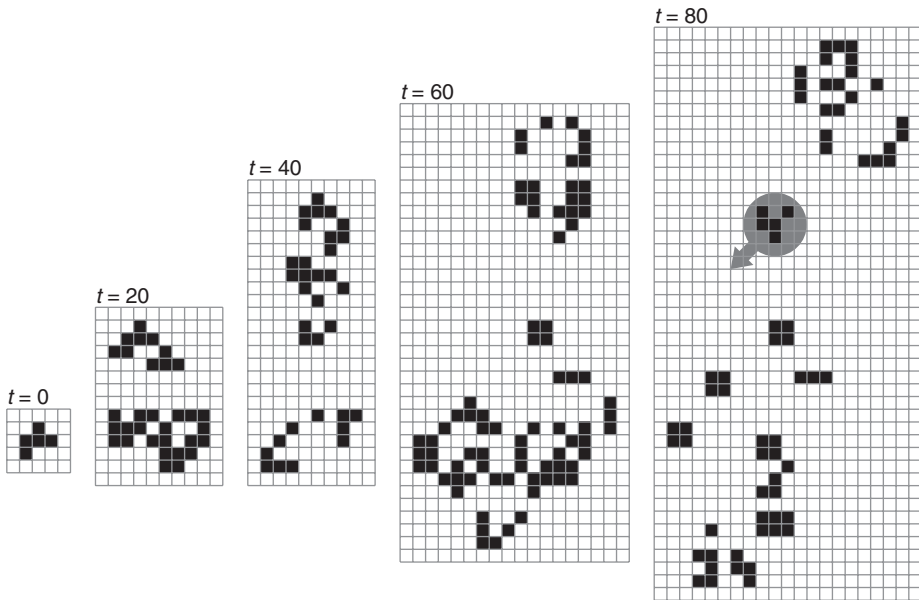 t = 0
t = 20
t = 40
t = 60
t = 80